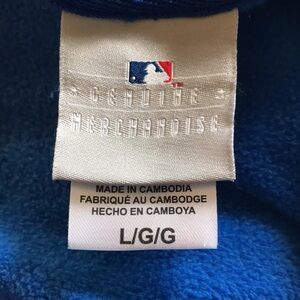 GENUINE
MERCHANDISE
MADE IN CAMBODIA
FABRIQUÉ AU CAMBODGE
HECHO EN CAMBOYA
L/G/G